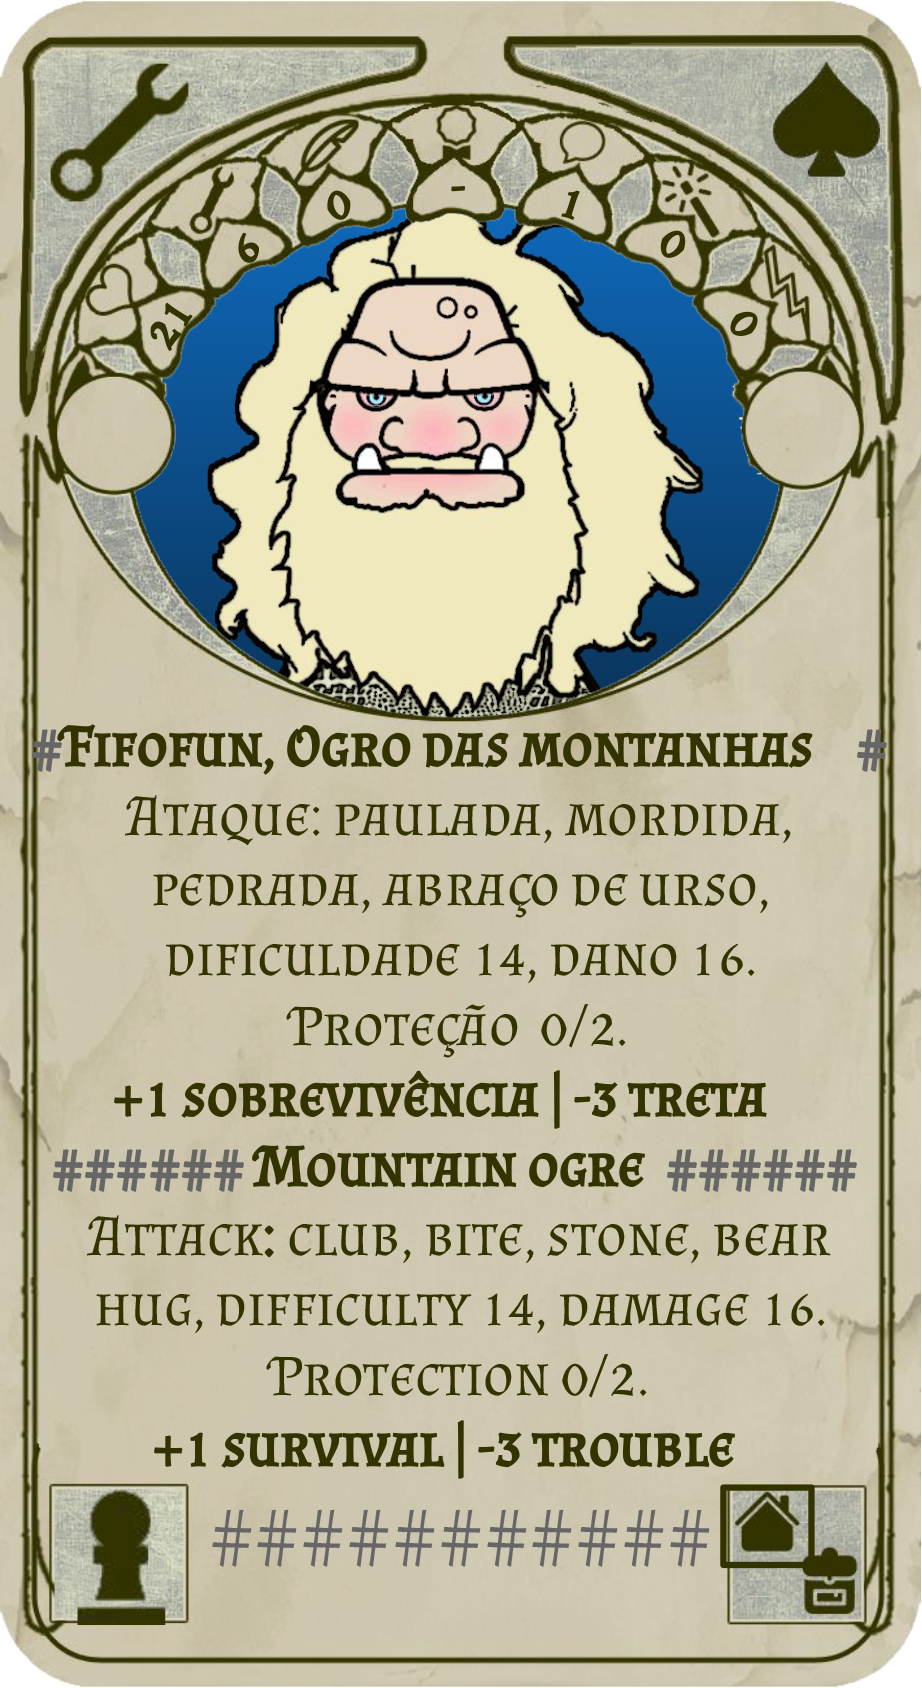 21
6
0
-
1
0
0
#Fifofun, Ogro das montanhas #
Ataque: paulada, mordida,
pedrada, abraço de urso,
dificuldade 14, dano 16.
Proteção 0/2.
+1 sobrevivência | -3 treta
###### Mountain ogre ######
Attack: club, bite, stone, bear
hug, difficulty 14, damage 16.
Protection 0/2.
+1 survival | -3 trouble
###########